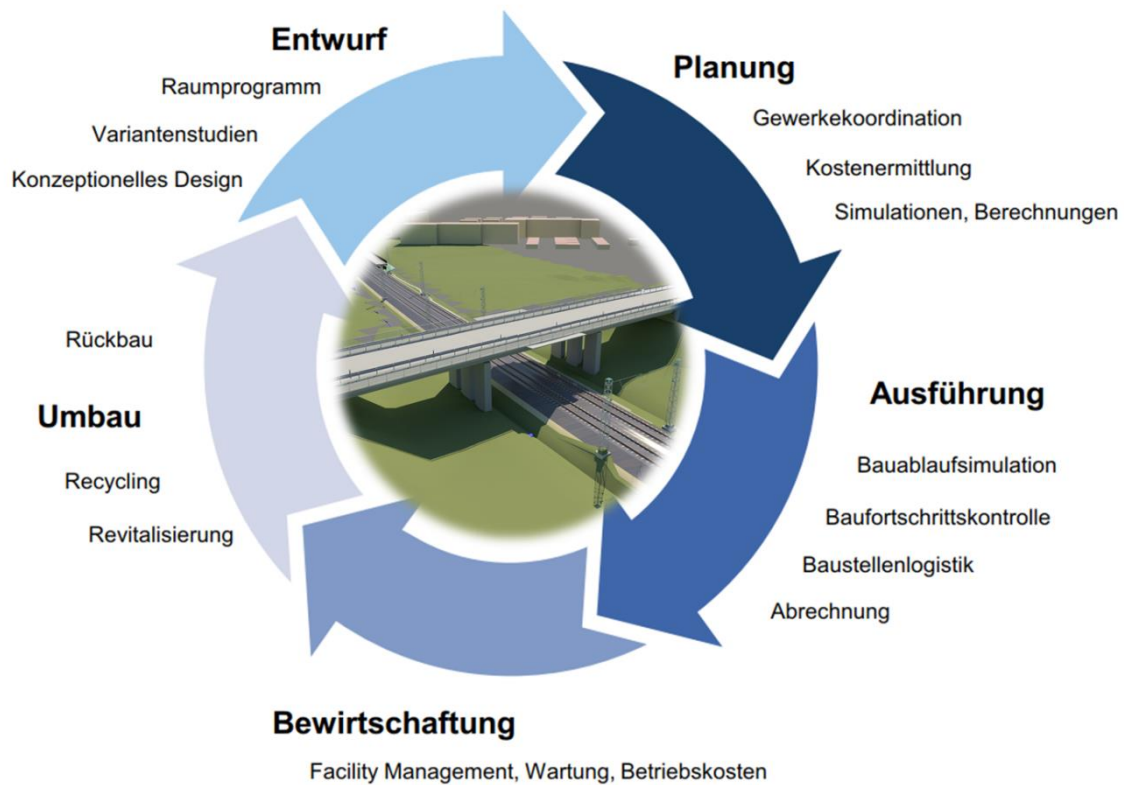 Entwurf
Raumprogramm
Variantenstudien
Konzeptionelles Design
Planung
Gewerkekoordination
Kostenermittlung
Simulationen, Berechnungen
Ausführung
Bauablaufsimulation
Baufortschrittskontrolle
Baustellenlogistik
Abrechnung
Bewirtschaftung
Facility Management, Wartung, Betriebskosten
Rückbau
Umbau
Recycling
Revitalisierung